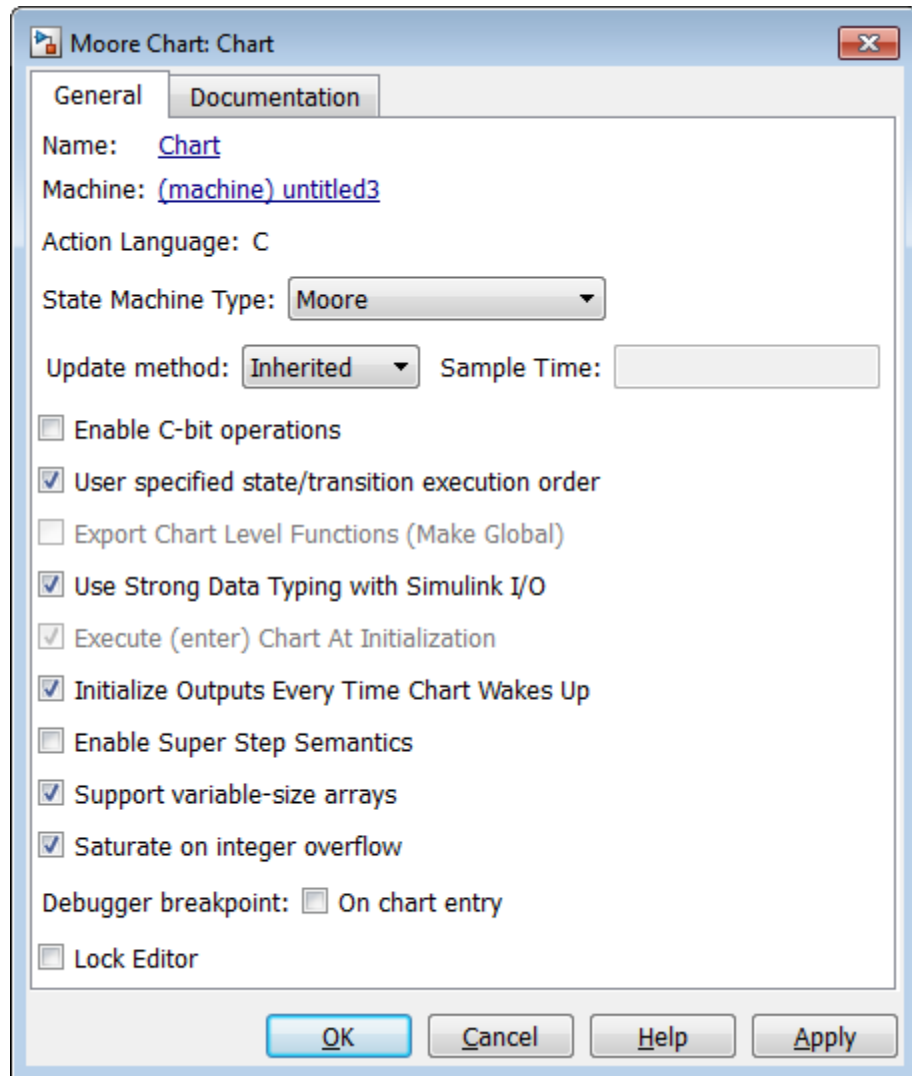 Moore Chart: Chart
General Documentation
Name: Chart
Machine: (machine) untitled3
Action Language: C
State Machine Type: Moore
Update method: Inherited Sample Time:
Enable C-bit operations
User specified state/transition execution order
Export Chart Level Functions (Make Global)
Use Strong Data Typing with Simulink I/O
Execute (enter) Chart At Initialization
Initialize Outputs Every Time Chart Wakes Up
Enable Super Step Semantics
Support variable-size arrays
Saturate on integer overflow
Debugger breakpoint: On chart entry
Lock Editor
OK Cancel Help Apply